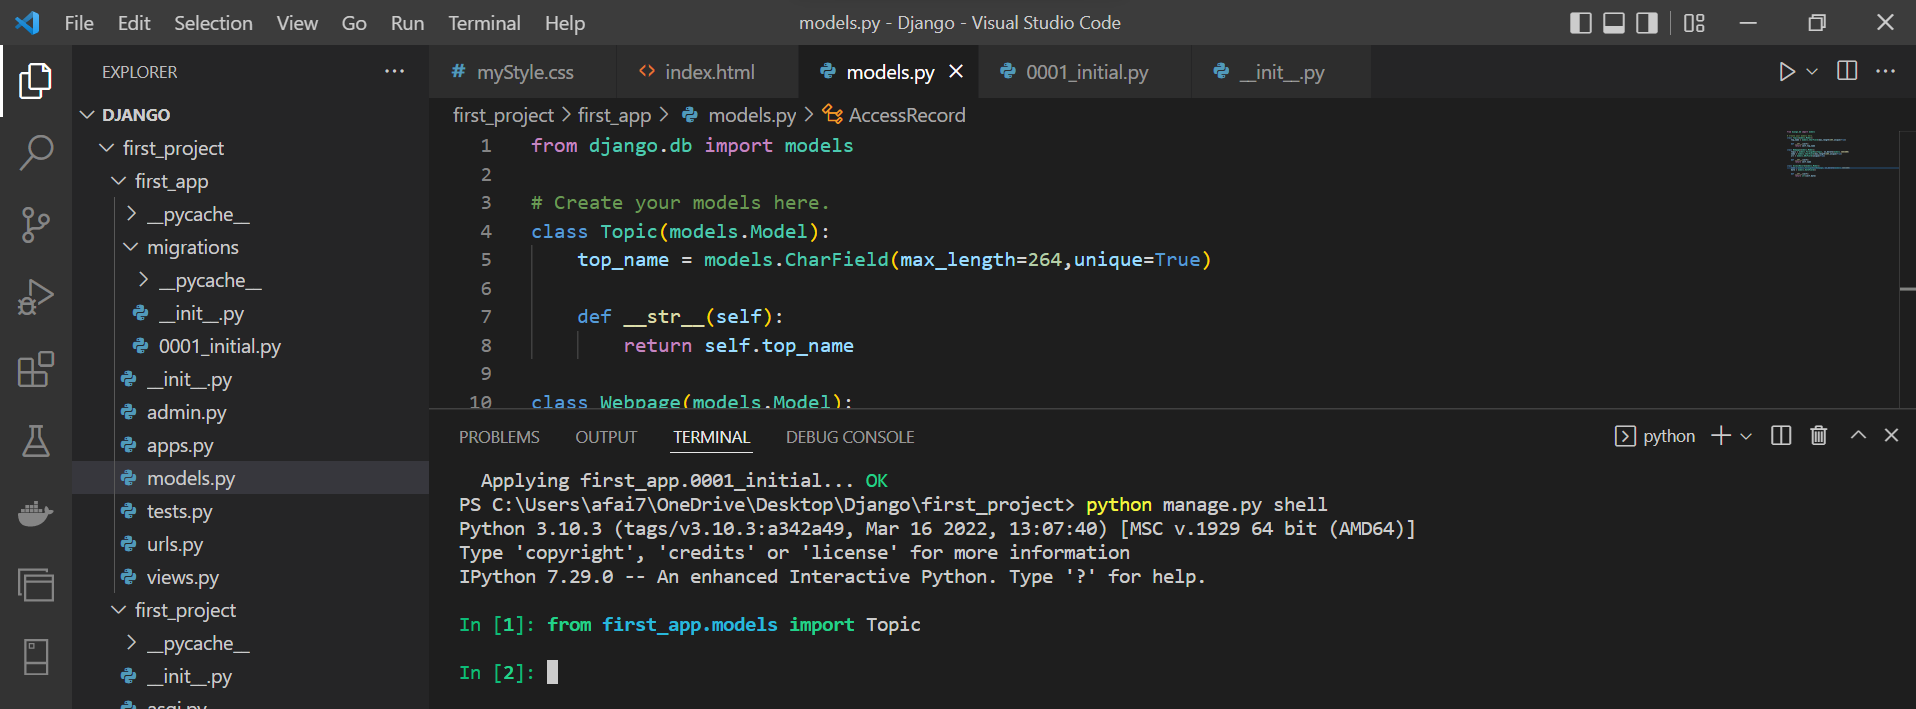 File Edit Selection View Go Run Terminal Help models.py - Django - Visual Studio Code
EXPLORER
DJANGO
first_project
first_app
__pycache__
migrations
__pycache__
__init__.py
0001_initial.py
__init__.py
admin.py
apps.py
models.py
tests.py
urls.py
views.py
first_project
__pycache__
__init__.py
asgi.py
# myStyle.css <> index.html models.py 0001_initial.py __init__.py
first_project > first_app > models.py > AccessRecord
1 from django.db import models
2
3 # Create your models here.
4 class Topic(models.Model):
5 top_name = models.CharField(max_length=264,unique=True)
6
7 def __str__(self):
8 return self.top_name
9
10 class Webpage(models.Model):
PROBLEMS OUTPUT TERMINAL DEBUG CONSOLE python
Applying first_app.0001_initial... OK
PS C:\Users\afai7\OneDrive\Desktop\Django\first_project> python manage.py shell
Python 3.10.3 (tags/v3.10.3:a342a49, Mar 16 2022, 13:07:40) [MSC v.1929 64 bit (AMD64)]
Type 'copyright', 'credits' or 'license' for more information
IPython 7.29.0 -- An enhanced Interactive Python. Type '?' for help.
In [1]: from first_app.models import Topic
In [2]: